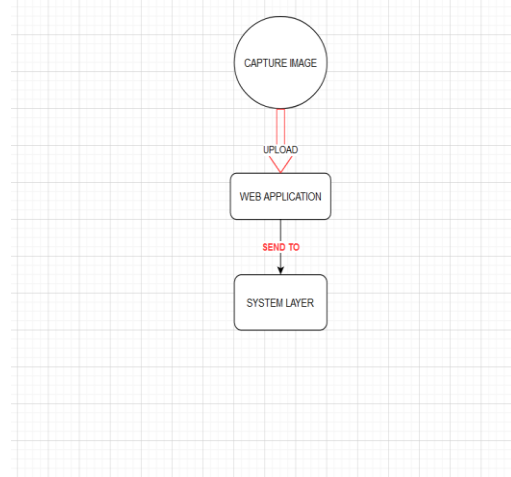 CAPTURE IMAGE
UPLOAD
WEB APPLICATION
SEND TO
SYSTEM LAYER